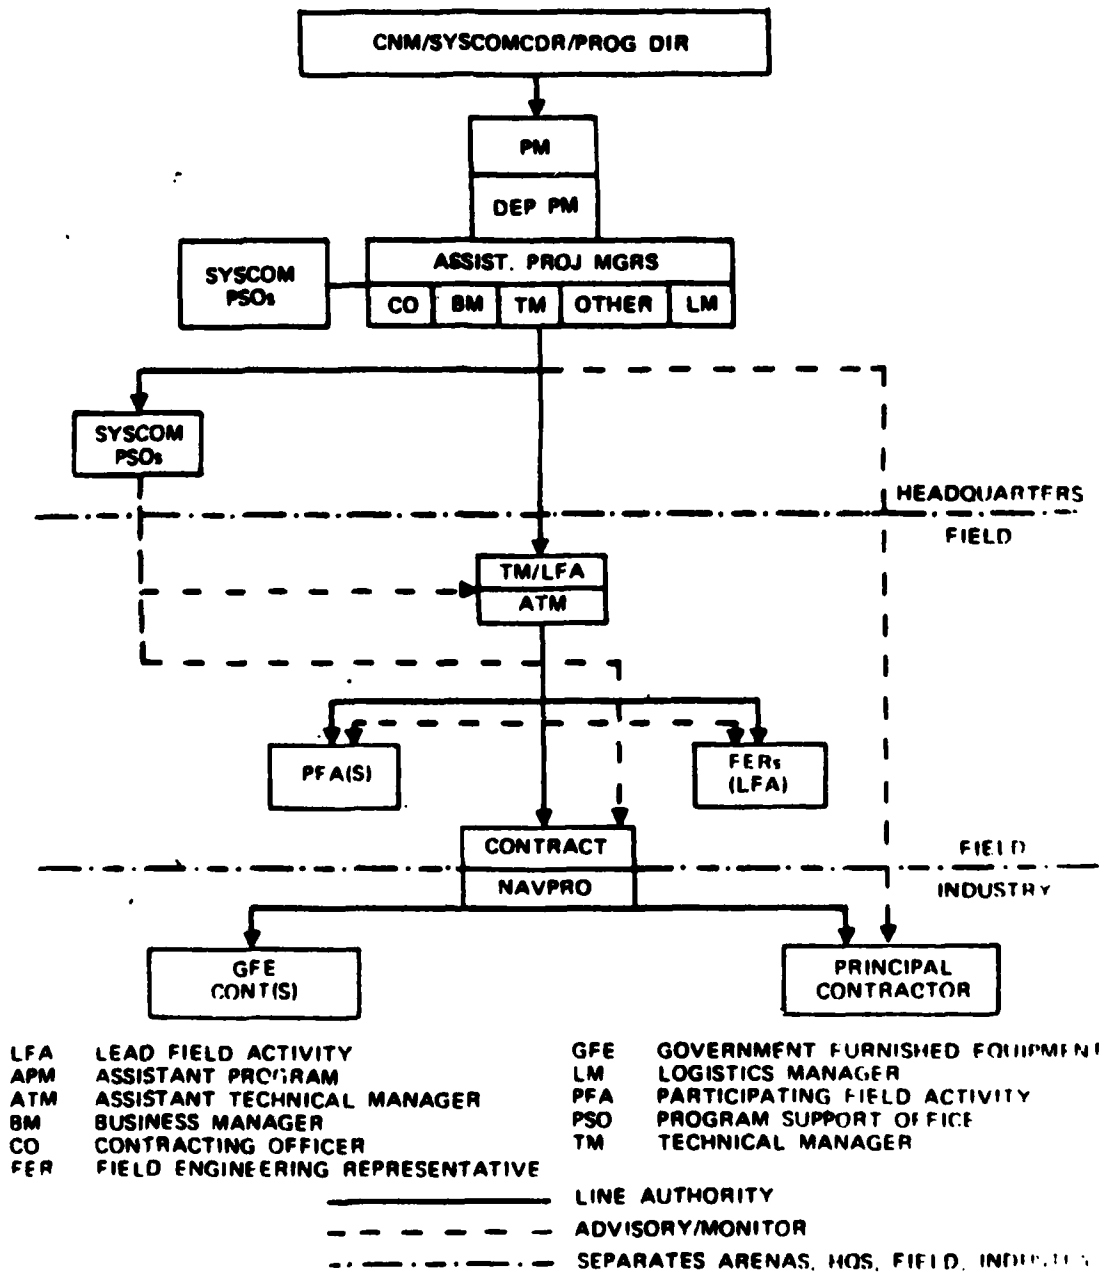 CNM/SYSCOMCDR/PROG DIR
PM
DEP PM
ASSIST. PROJ MGRS
SYSCOM
PSOs
CO BM TM OTHER LM
SYSCOM
PSOs
HEADQUARTERS
FIELD
TM/LFA
ATM
PFA(S)
FERs
(LFA)
CONTRACT
FIELD
NAVPRO
INDUSTRY
GFE
CONT(S)
PRINCIPAL
CONTRACTOR
LFA LEAD FIELD ACTIVITY
APM ASSISTANT PROGRAM
ATM ASSISTANT TECHNICAL MANAGER
BM BUSINESS MANAGER
CO CONTRACTING OFFICER
FER FIELD ENGINEERING REPRESENTATIVE
GFE GOVERNMENT FURNISHED EQUIPMENT
LM LOGISTICS MANAGER
PFA PARTICIPATING FIELD ACTIVITY
PSO PROGRAM SUPPORT OFFICE
TM TECHNICAL MANAGER
LINE AUTHORITY
ADVISORY/MONITOR
SEPARATES ARENAS, HQS, FIELD,